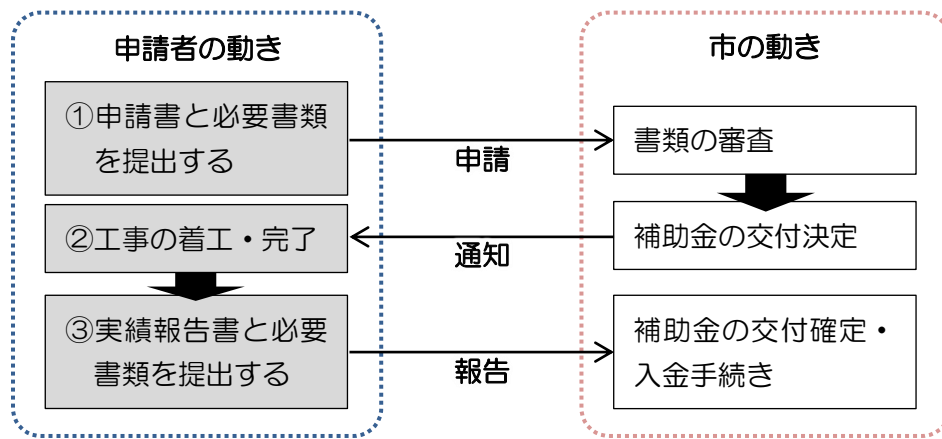 申請者の動き
市の動き
①申請書と必要書類
を提出する
申請
書類の審査
②工事の着工・完了
通知
補助金の交付決定
③実績報告書と必要
書類を提出する
報告
補助金の交付確定・
入金手続き